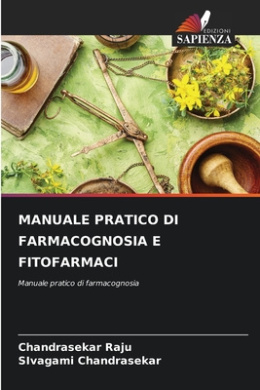 EDIZIONI
SAPIENZA
MANUALE PRATICO DI
FARMACOGNOSIA E
FITOFARMACI
Manuale pratico di farmacognosia
Chandrasekar Raju
SIvagami Chandrasekar